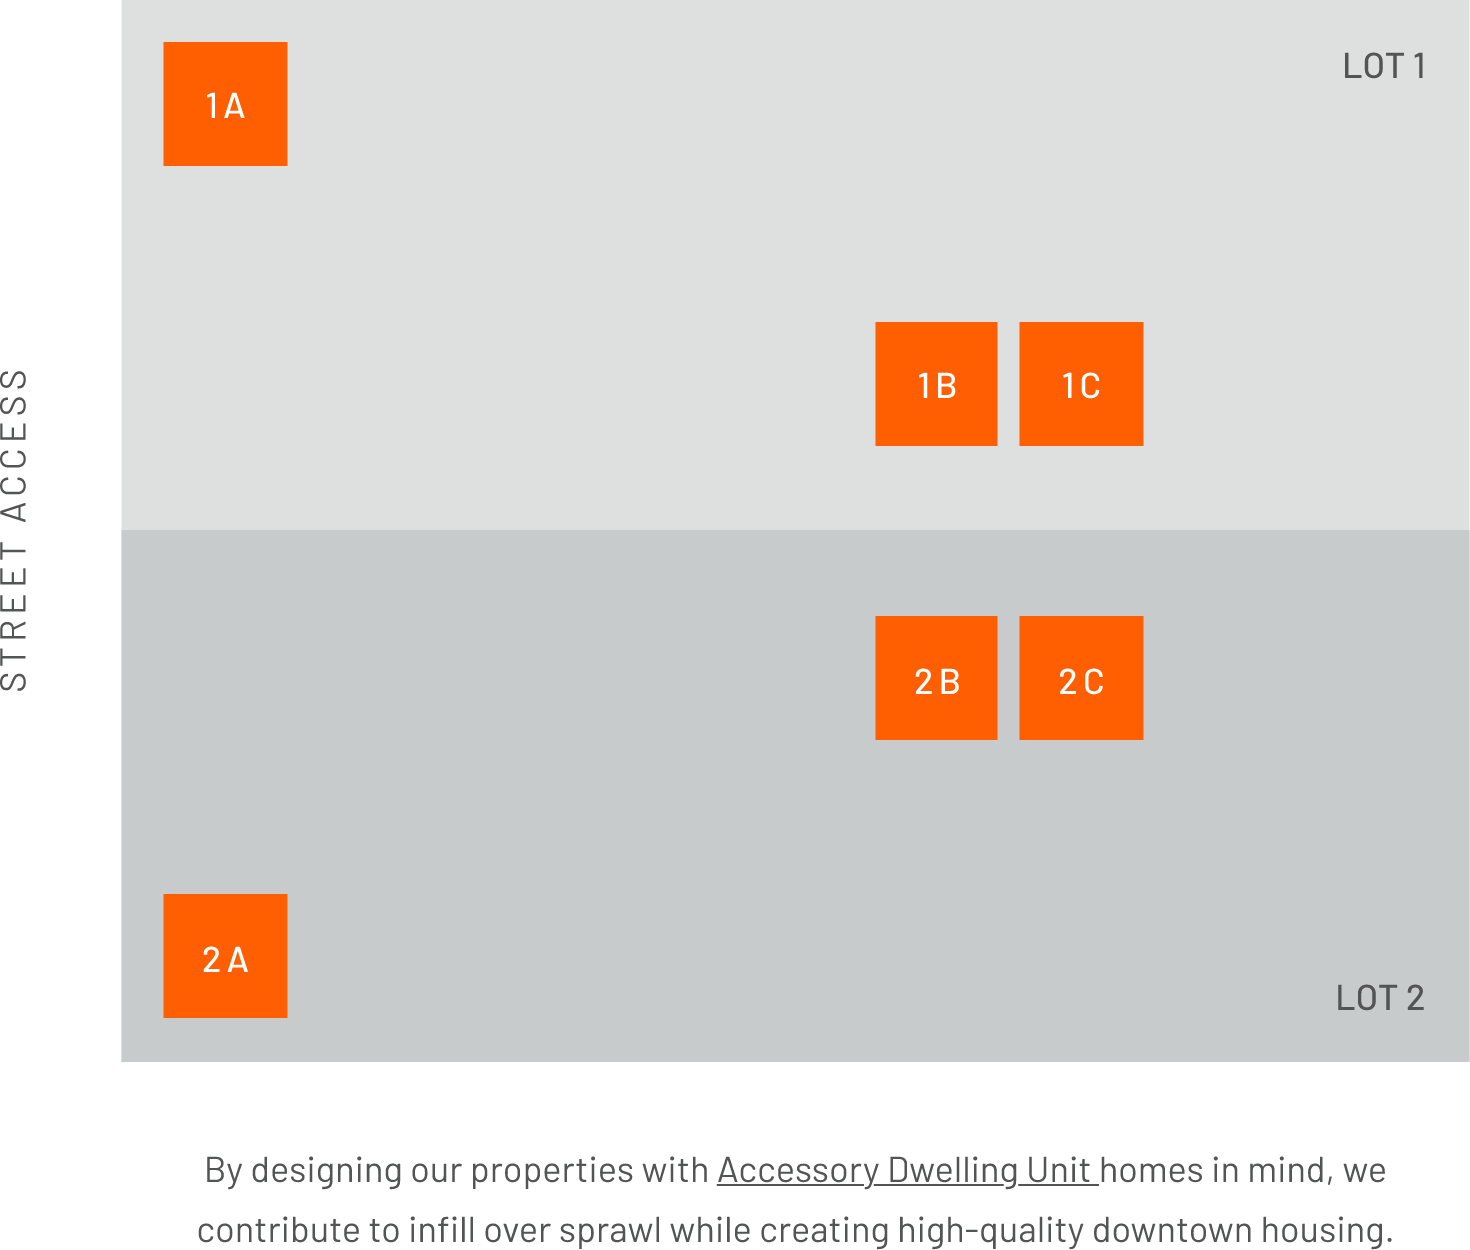 1A
LOT 1
1B
1C
STREET ACCESS
2B
2C
2A
LOT 2
By designing our properties with Accessory Dwelling Unit homes in mind, we
contribute to infill over sprawl while creating high-quality downtown housing.